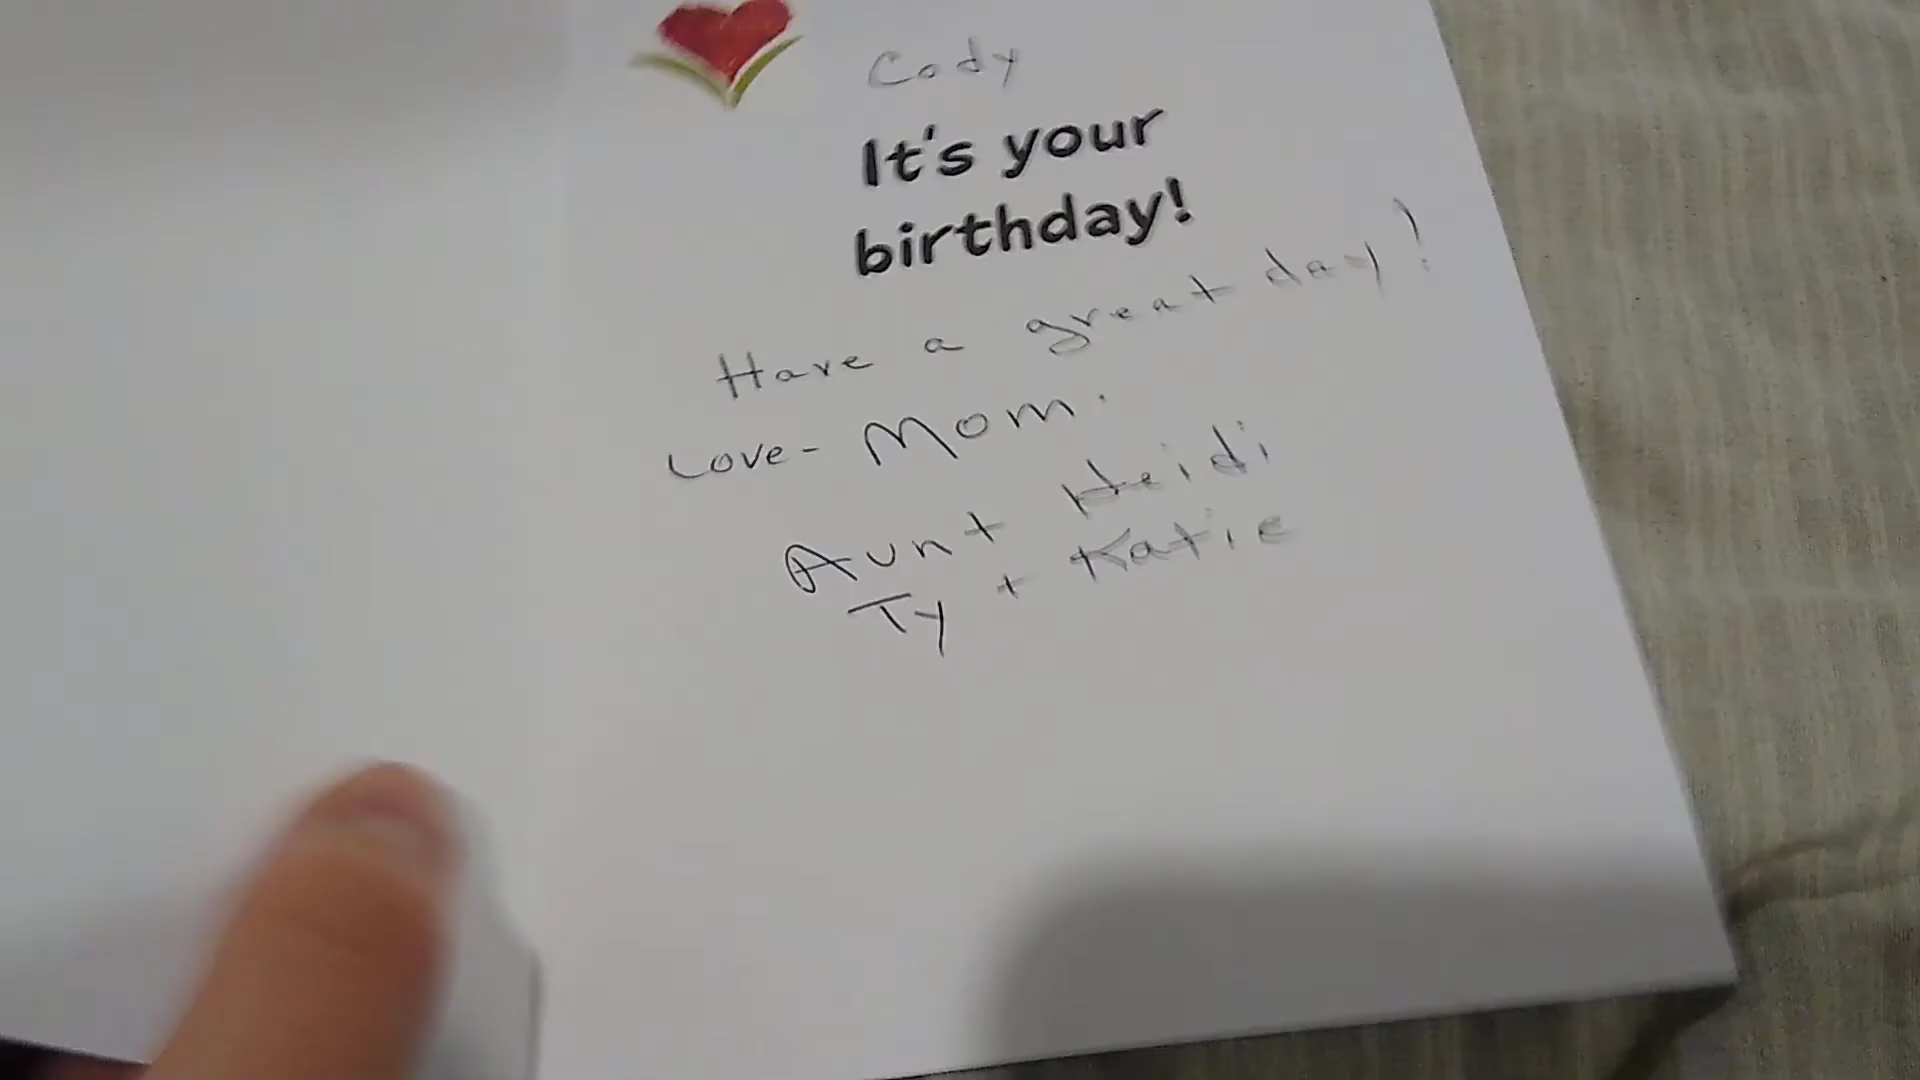 Cody
It's your
birthday!
Have a great day!
Love- Mom.
Aunt Heidi
Ty + Katie